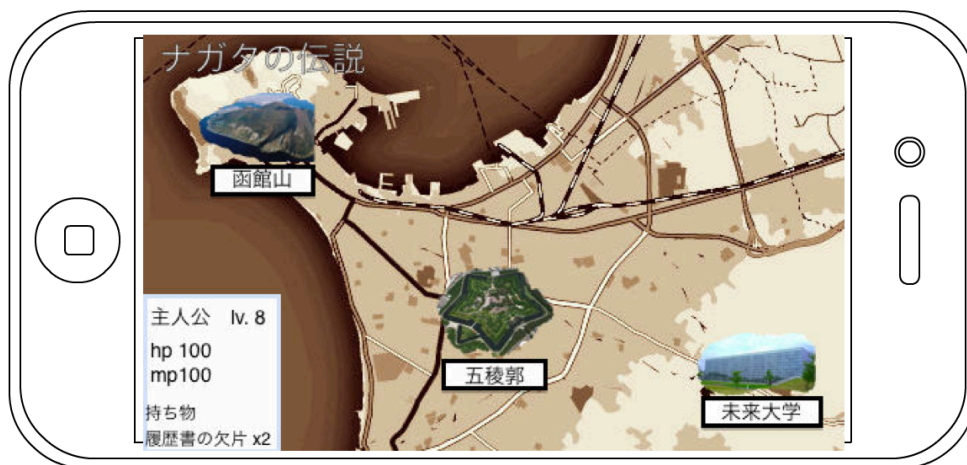 ナガタの伝説
函館山
五稜郭
未来大学
主人公 lv. 8
hp 100
mp100
持ち物
履歴書の欠片 x2